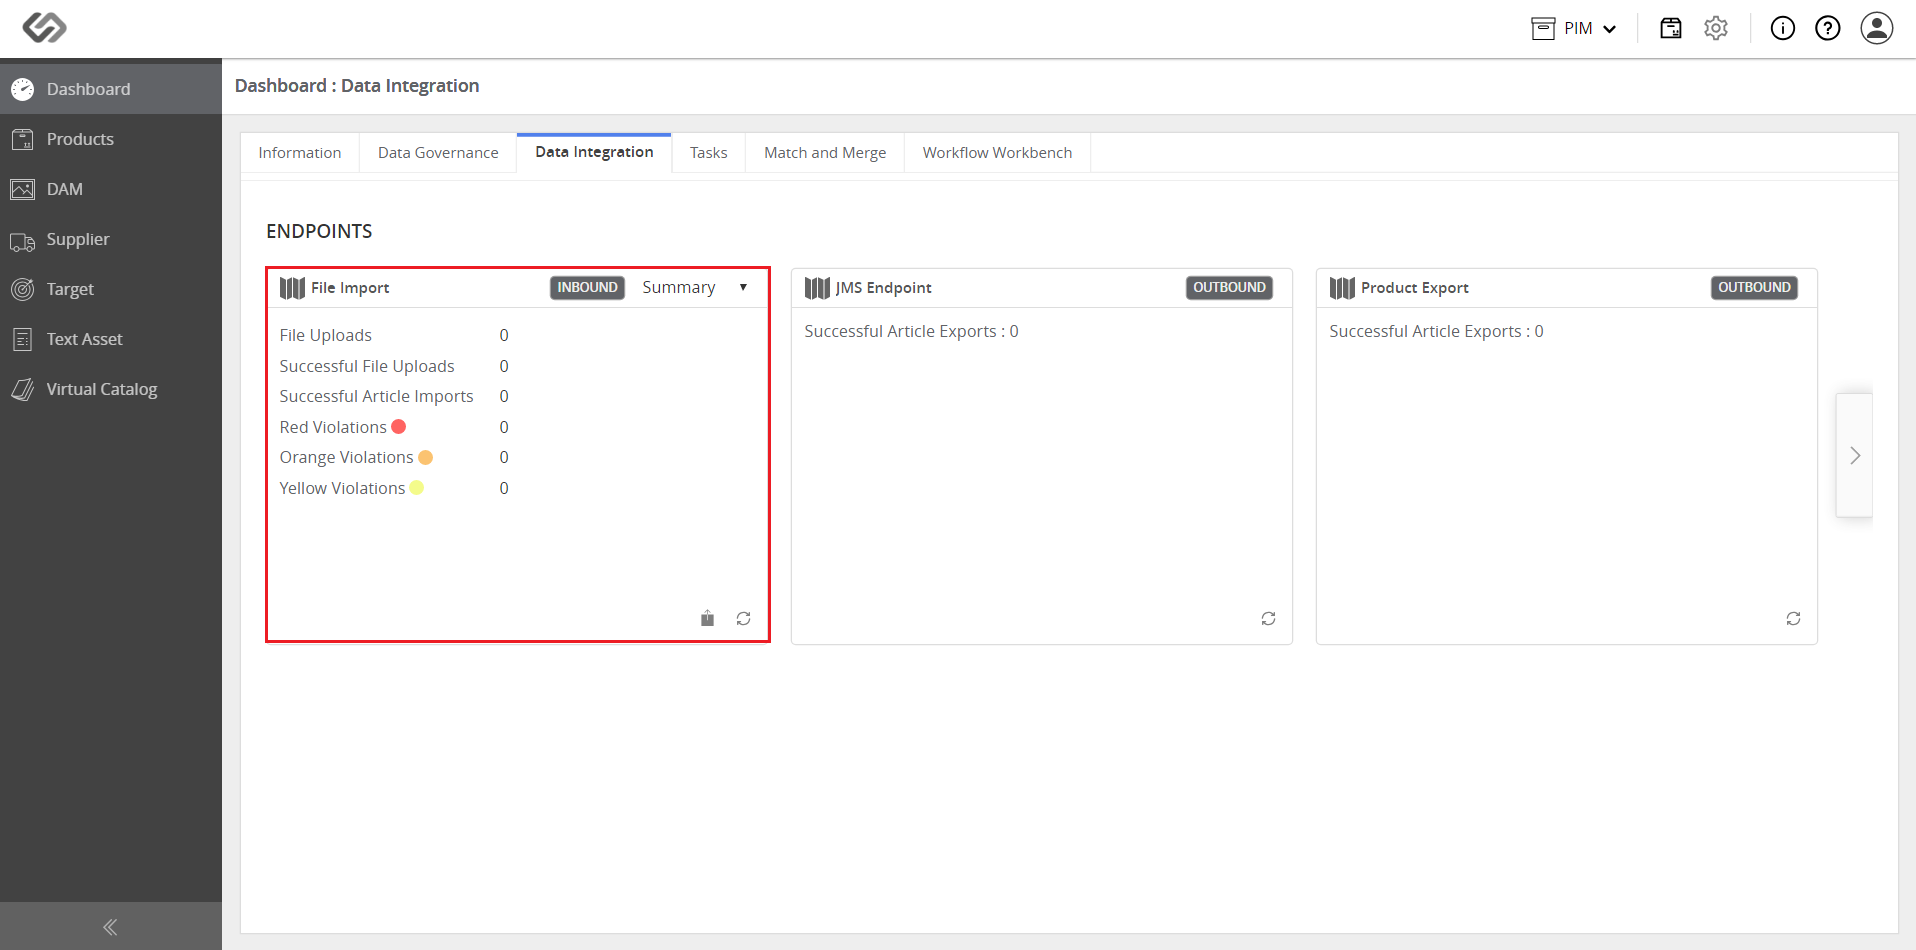 PIM
Dashboard
Products
DAM
Supplier
Target
Text Asset
Virtual Catalog
Dashboard : Data Integration
Information Data Governance Data Integration Tasks Match and Merge Workflow Workbench
ENDPOINTS
File Import INBOUND Summary
File Uploads 0
Successful File Uploads 0
Successful Article Imports 0
Red Violations 0
Orange Violations 0
Yellow Violations 0
JMS Endpoint OUTBOUND
Successful Article Exports : 0
Product Export OUTBOUND
Successful Article Exports : 0